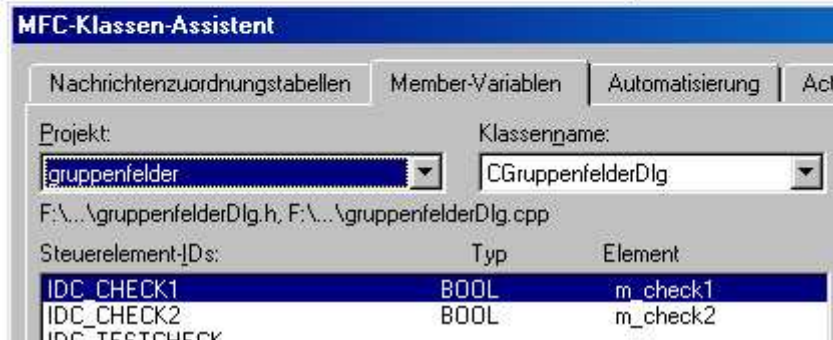 MFC-Klassen-Assistent
Nachrichtenzuordnungstabellen Member-Variablen Automatisierung
Projekt: Klassenname:
gruppenfelder CGruppenfelderDlg
F:\...\gruppenfelderDlg.h, F:\...\gruppenfelderDlg.cpp
Steuerelement-IDs: Typ Element
IDC_CHECK1 BOOL m_check1
IDC_CHECK2 BOOL m_check2
IDC_TESTCHECK